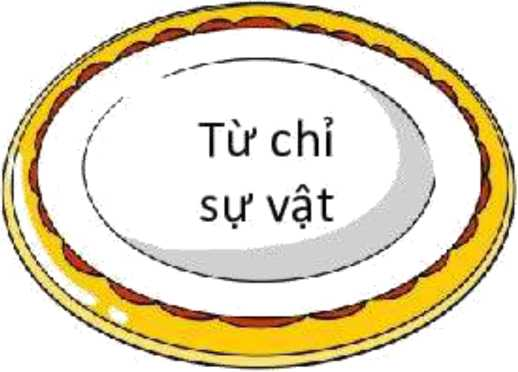 Từ chỉ
sự vật